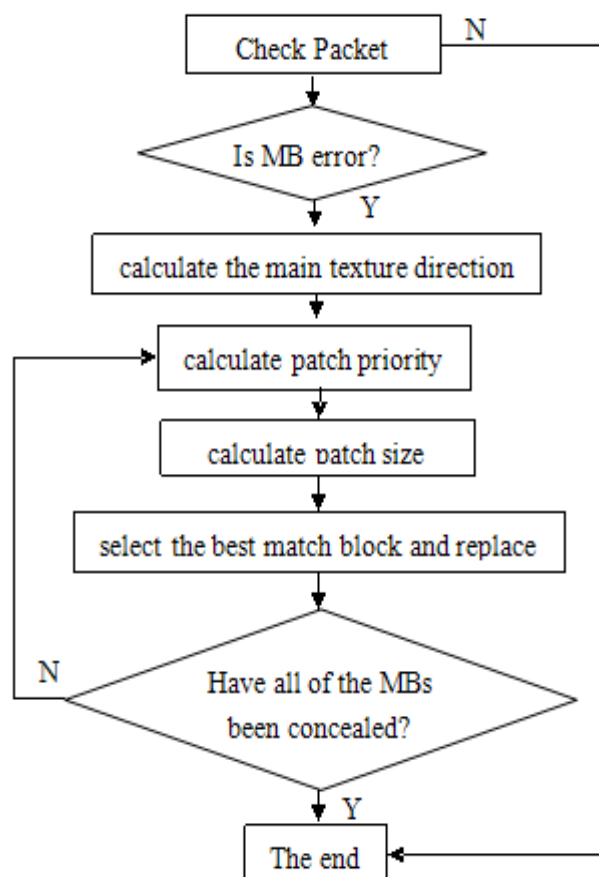 Check Packet
N
Is MB error?
Y
calculate the main texture direction
calculate patch priority
calculate patch size
select the best match block and replace
N
Have all of the MBs
been concealed?
Y
The end